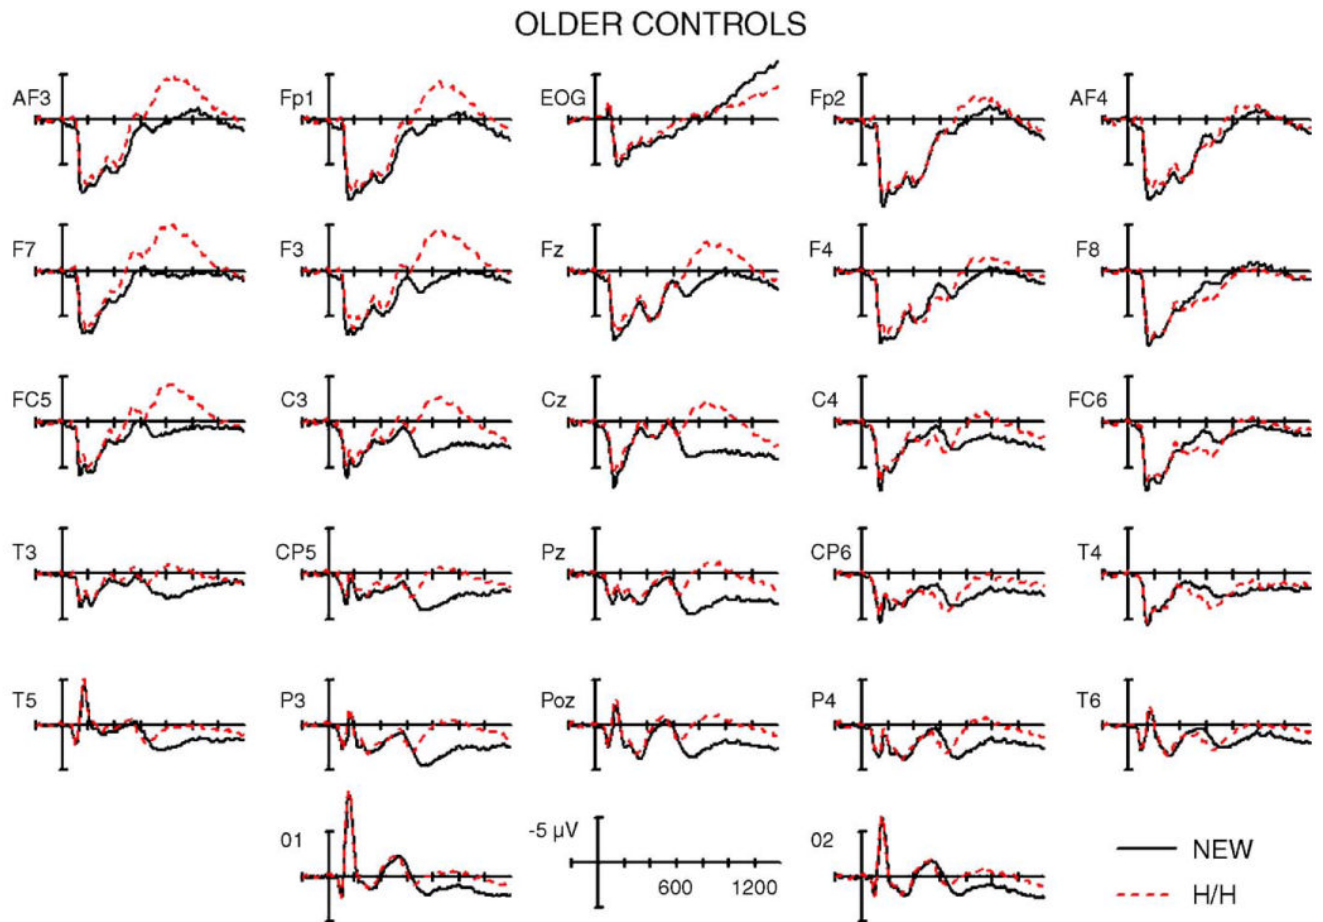 OLDER CONTROLS
AF3 Fp1 EOG Fp2 AF4
F7 F3 Fz F4 F8
FC5 C3 Cz C4 FC6
T3 CP5 Pz CP6 T4
T5 P3 Poz P4 T6
01 -5 µV 02
600 1200
NEW
H/H